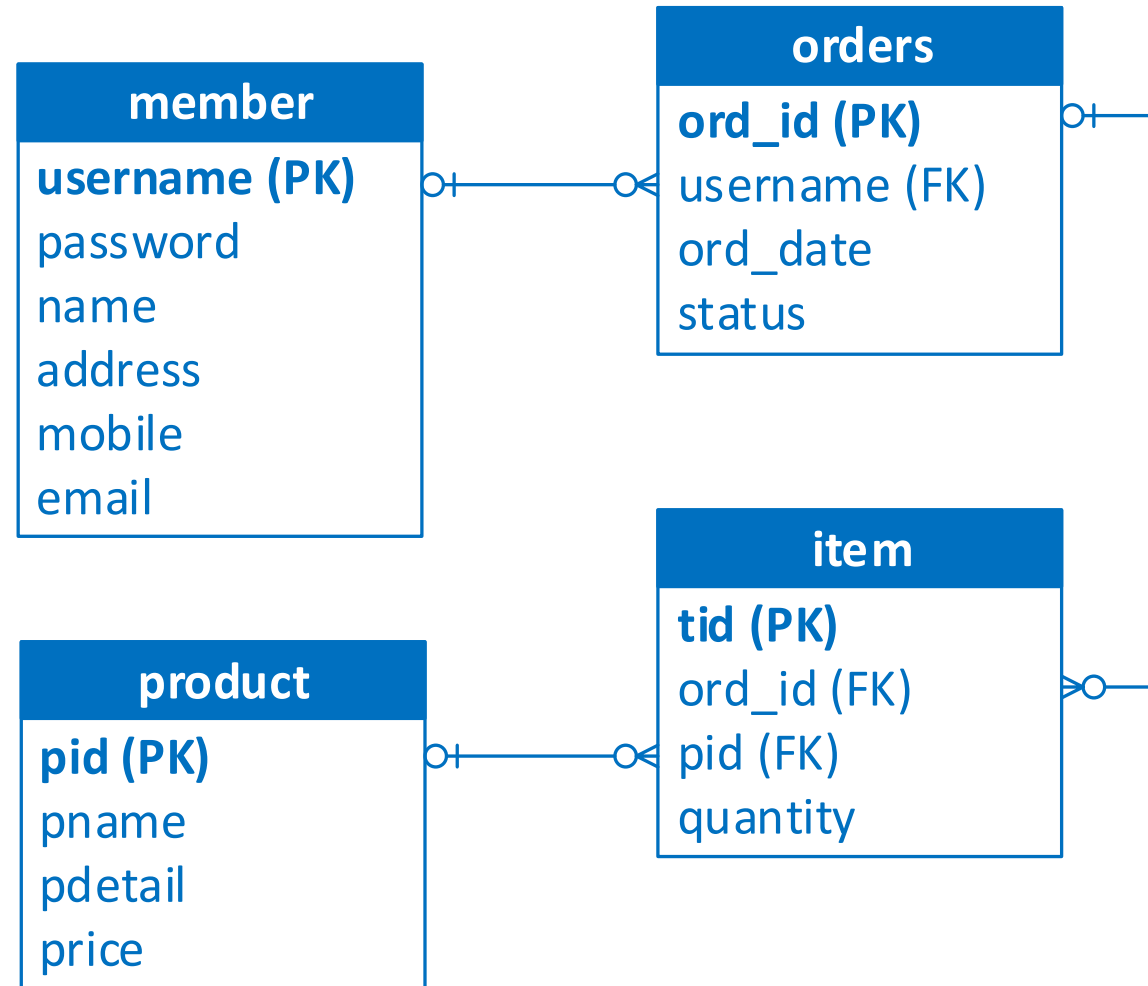 member
username (PK)
password
name
address
mobile
email
orders
ord_id (PK)
username (FK)
ord_date
status
product
pid (PK)
pname
pdetail
price
item
tid (PK)
ord_id (FK)
pid (FK)
quantity